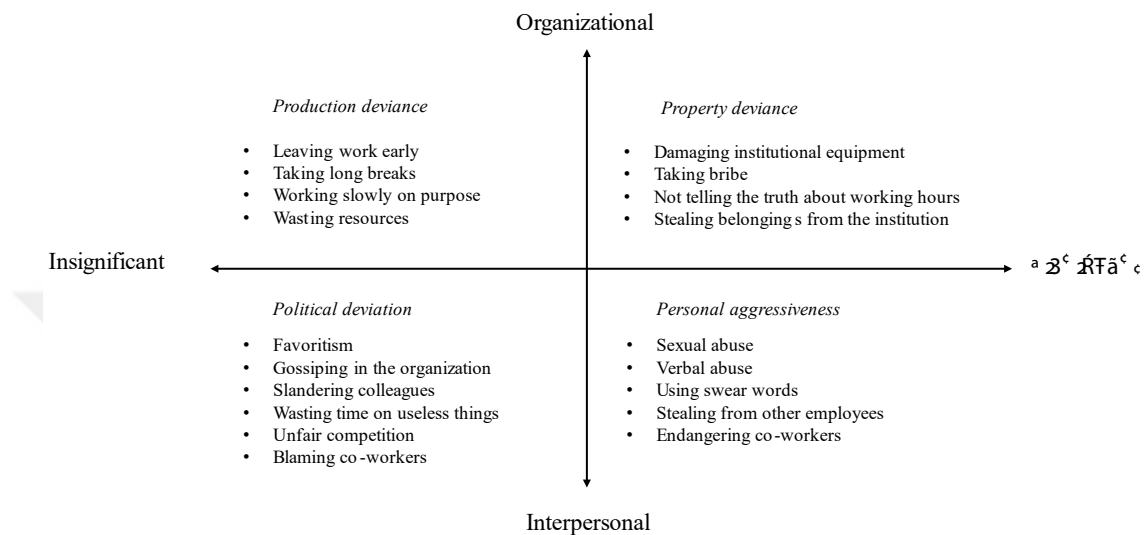 Organizational
Production deviance
• Leaving work early
• Taking long breaks
• Working slowly on purpose
• Wasting resources
Property deviance
• Damaging institutional equipment
• Taking bribe
• Not telling the truth about working hours
• Stealing belongings from the institution
Insignificant
Political deviation
• Favoritism
• Gossiping in the organization
• Slandering colleagues
• Wasting time on useless things
• Unfair competition
• Blaming co-workers
Personal aggressiveness
• Sexual abuse
• Verbal abuse
• Using swear words
• Stealing from other employees
• Endangering co-workers
Interpersonal